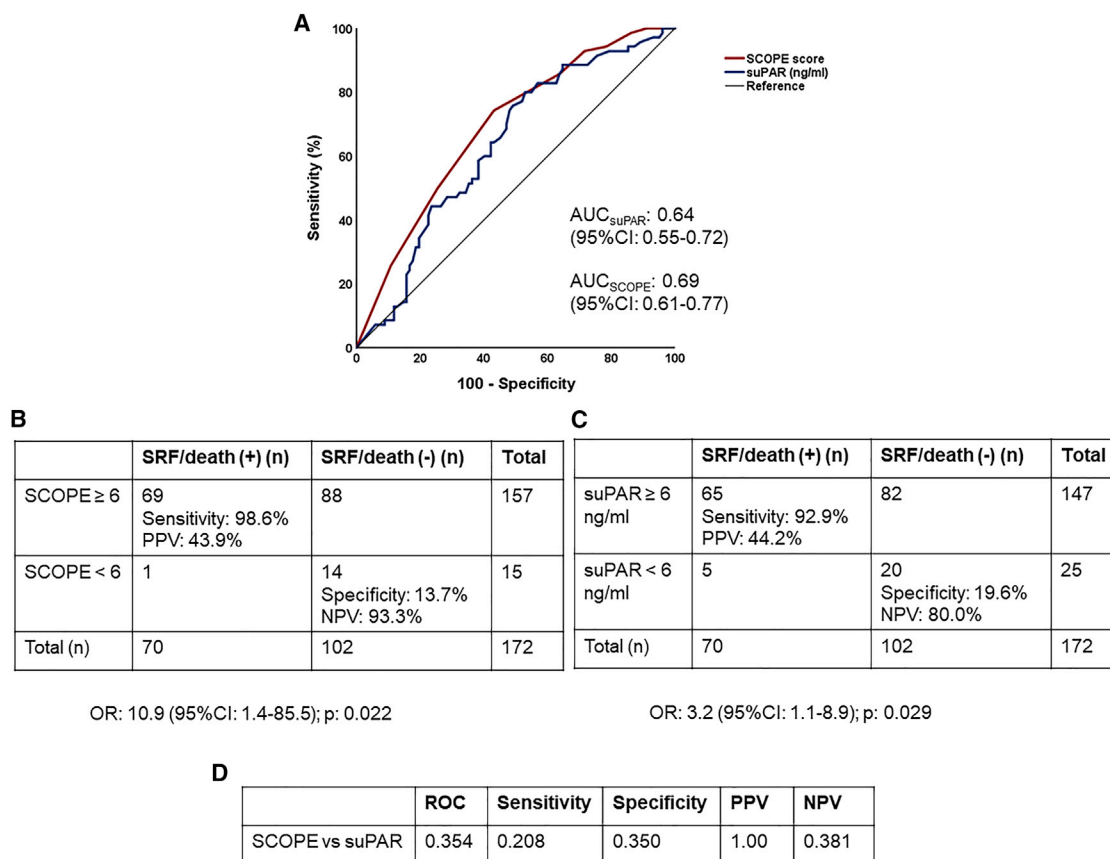 A
100
80
60
40
20
0
Sensitivity (%)
0 20 40 60 80 100
100 - Specificity
SCOPE score
suPAR (ng/ml)
Reference
AUCsuPAR: 0.64
(95%CI: 0.55-0.72)
AUCSCOPE: 0.69
(95%CI: 0.61-0.77)
B
SRF/death (+) (n) SRF/death (-) (n) Total
SCOPE ≥ 6 69 88 157
Sensitivity: 98.6%
PPV: 43.9%
SCOPE < 6 1 14 15
Specificity: 13.7%
NPV: 93.3%
Total (n) 70 102 172
OR: 10.9 (95%CI: 1.4-85.5); p: 0.022
C
SRF/death (+) (n) SRF/death (-) (n) Total
suPAR ≥ 6 65 82 147
ng/ml Sensitivity: 92.9%
PPV: 44.2%
suPAR < 6 5 20 25
ng/ml Specificity: 19.6%
NPV: 80.0%
Total (n) 70 102 172
OR: 3.2 (95%CI: 1.1-8.9); p: 0.029
D
ROC Sensitivity Specificity PPV NPV
SCOPE vs suPAR 0.354 0.208 0.350 1.00 0.381